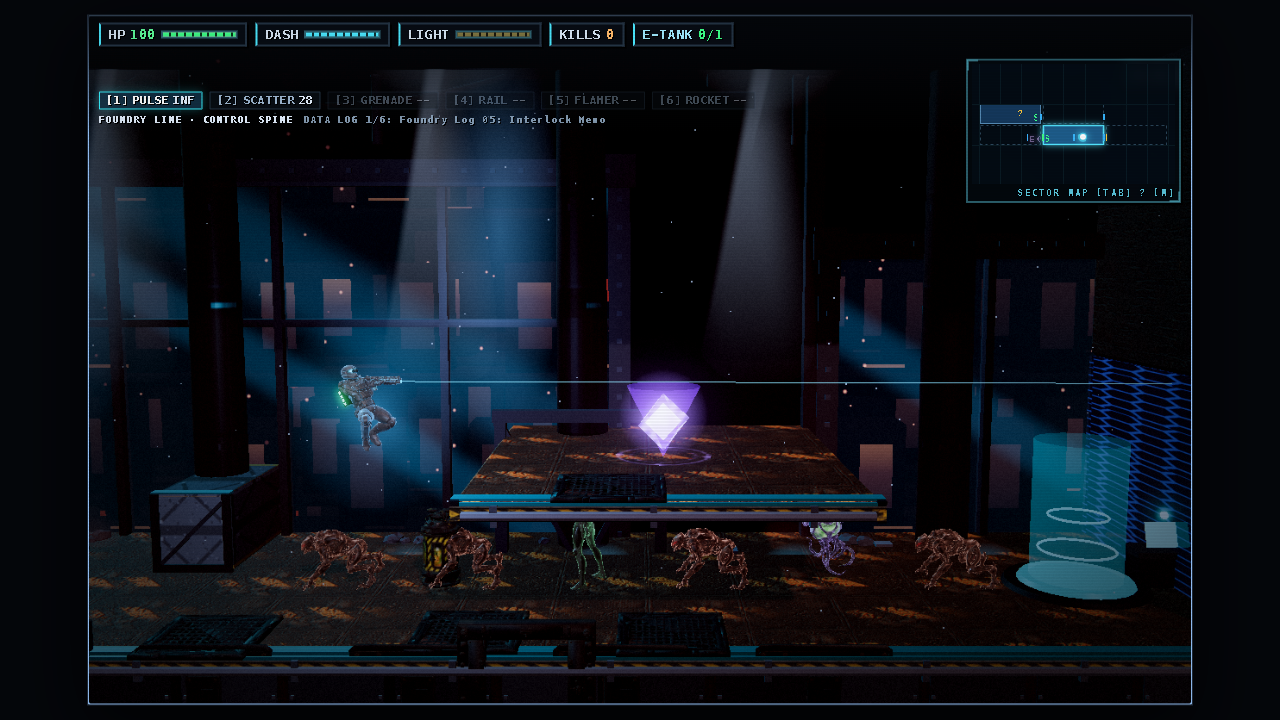 HP 100
DASH
LIGHT
KILLS 0
E-TANK 0/1
[1] PULSE INF
[2] SCATTER 28
[3] GRENADE --
[4] RAIL --
[5] FLAMER --
[6] ROCKET --
FOUNDRY LINE · CONTROL SPINE DATA LOG 1/6: Foundry Log 05: Interlock Memo
?
S
S
SECTOR MAP [TAB] ? [M]